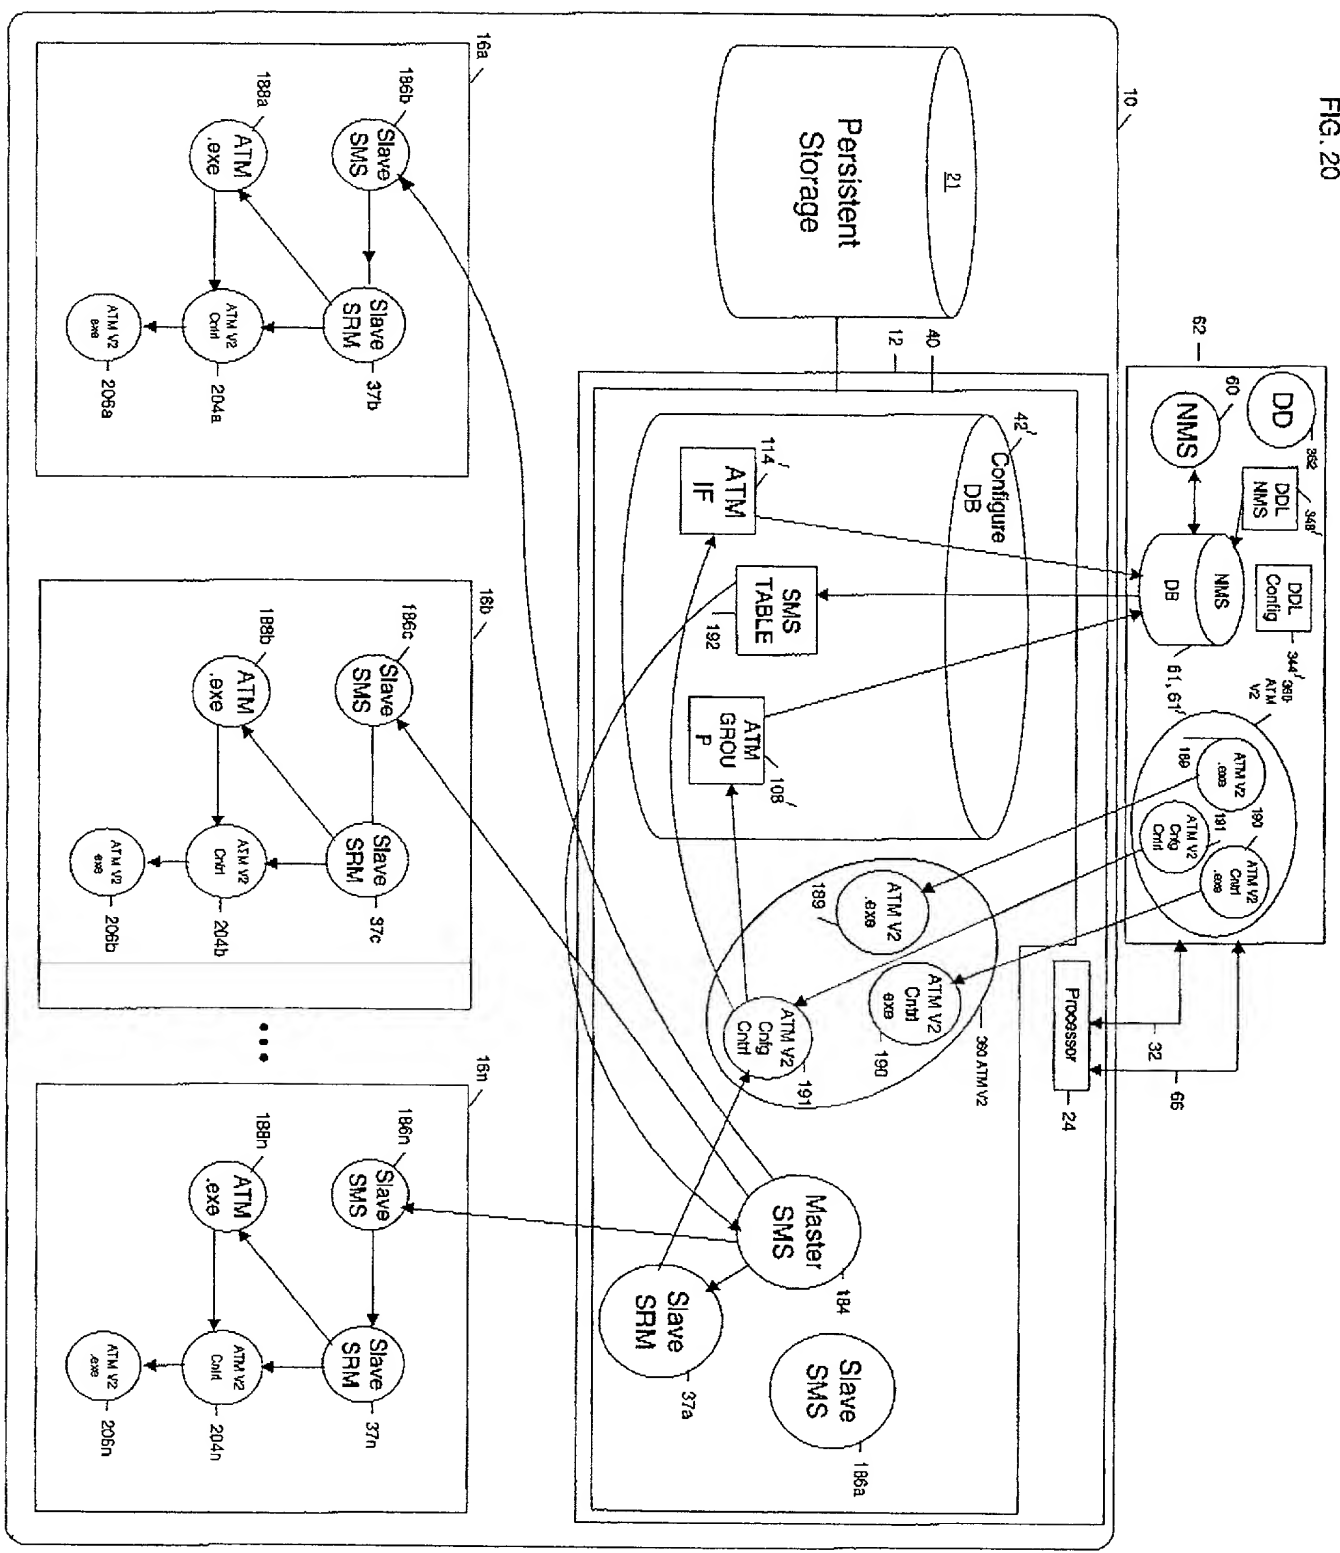 FIG. 20
62
DD
362
60
NMS
DDL
NMS
348'
NMS
DB
DDL
Config
344'
61, 61'
360-
ATM
V2
189
ATM V2
.exe
191
190
ATM V2
Cnfg
Cntrl
ATM V2
Cntrl
.exe
10
21
Persistent
Storage
12
40
42'
Configure
DB
114'
ATM
IF
SMS
TABLE
192
ATM
GROU
P
108'
Processor
24
32
66
ATM V2
.exe
189
ATM V2
Cntrl
exe
190
360 ATM V2
ATM V2
Cnfg
Cntrl
191
Master
SMS
184
Slave
SRM
37a
Slave
SMS
186a
16a
186b
Slave
SMS
188a
ATM
.exe
Slave
SRM
37b
ATM V2
Cntrl
204a
ATM V2
exe
206a
16b
186c
Slave
SMS
188b
ATM
.exe
Slave
SRM
37c
ATM V2
Cntrl
204b
ATM V2
exe
206b
16n
186n
Slave
SMS
188n
ATM
.exe
Slave
SRM
37n
ATM V2
Cntrl
204n
ATM V2
.exe
206n